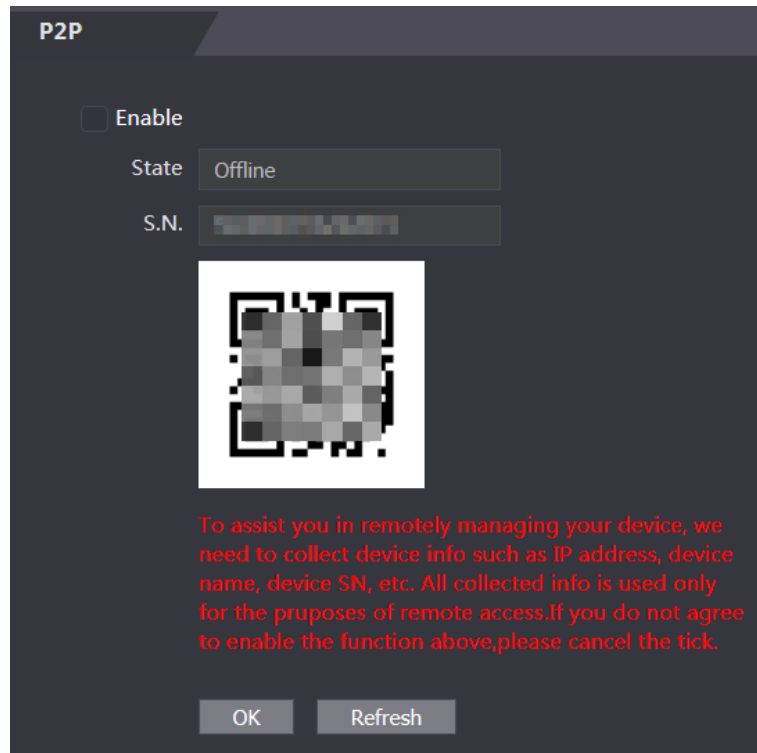 P2P
Enable
State Offline
S.N.
To assist you in remotely managing your device, we
need to collect device info such as IP address, device
name, device SN, etc. All collected info is used only
for the pruposes of remote access.If you do not agree
to enable the function above,please cancel the tick.
OK Refresh